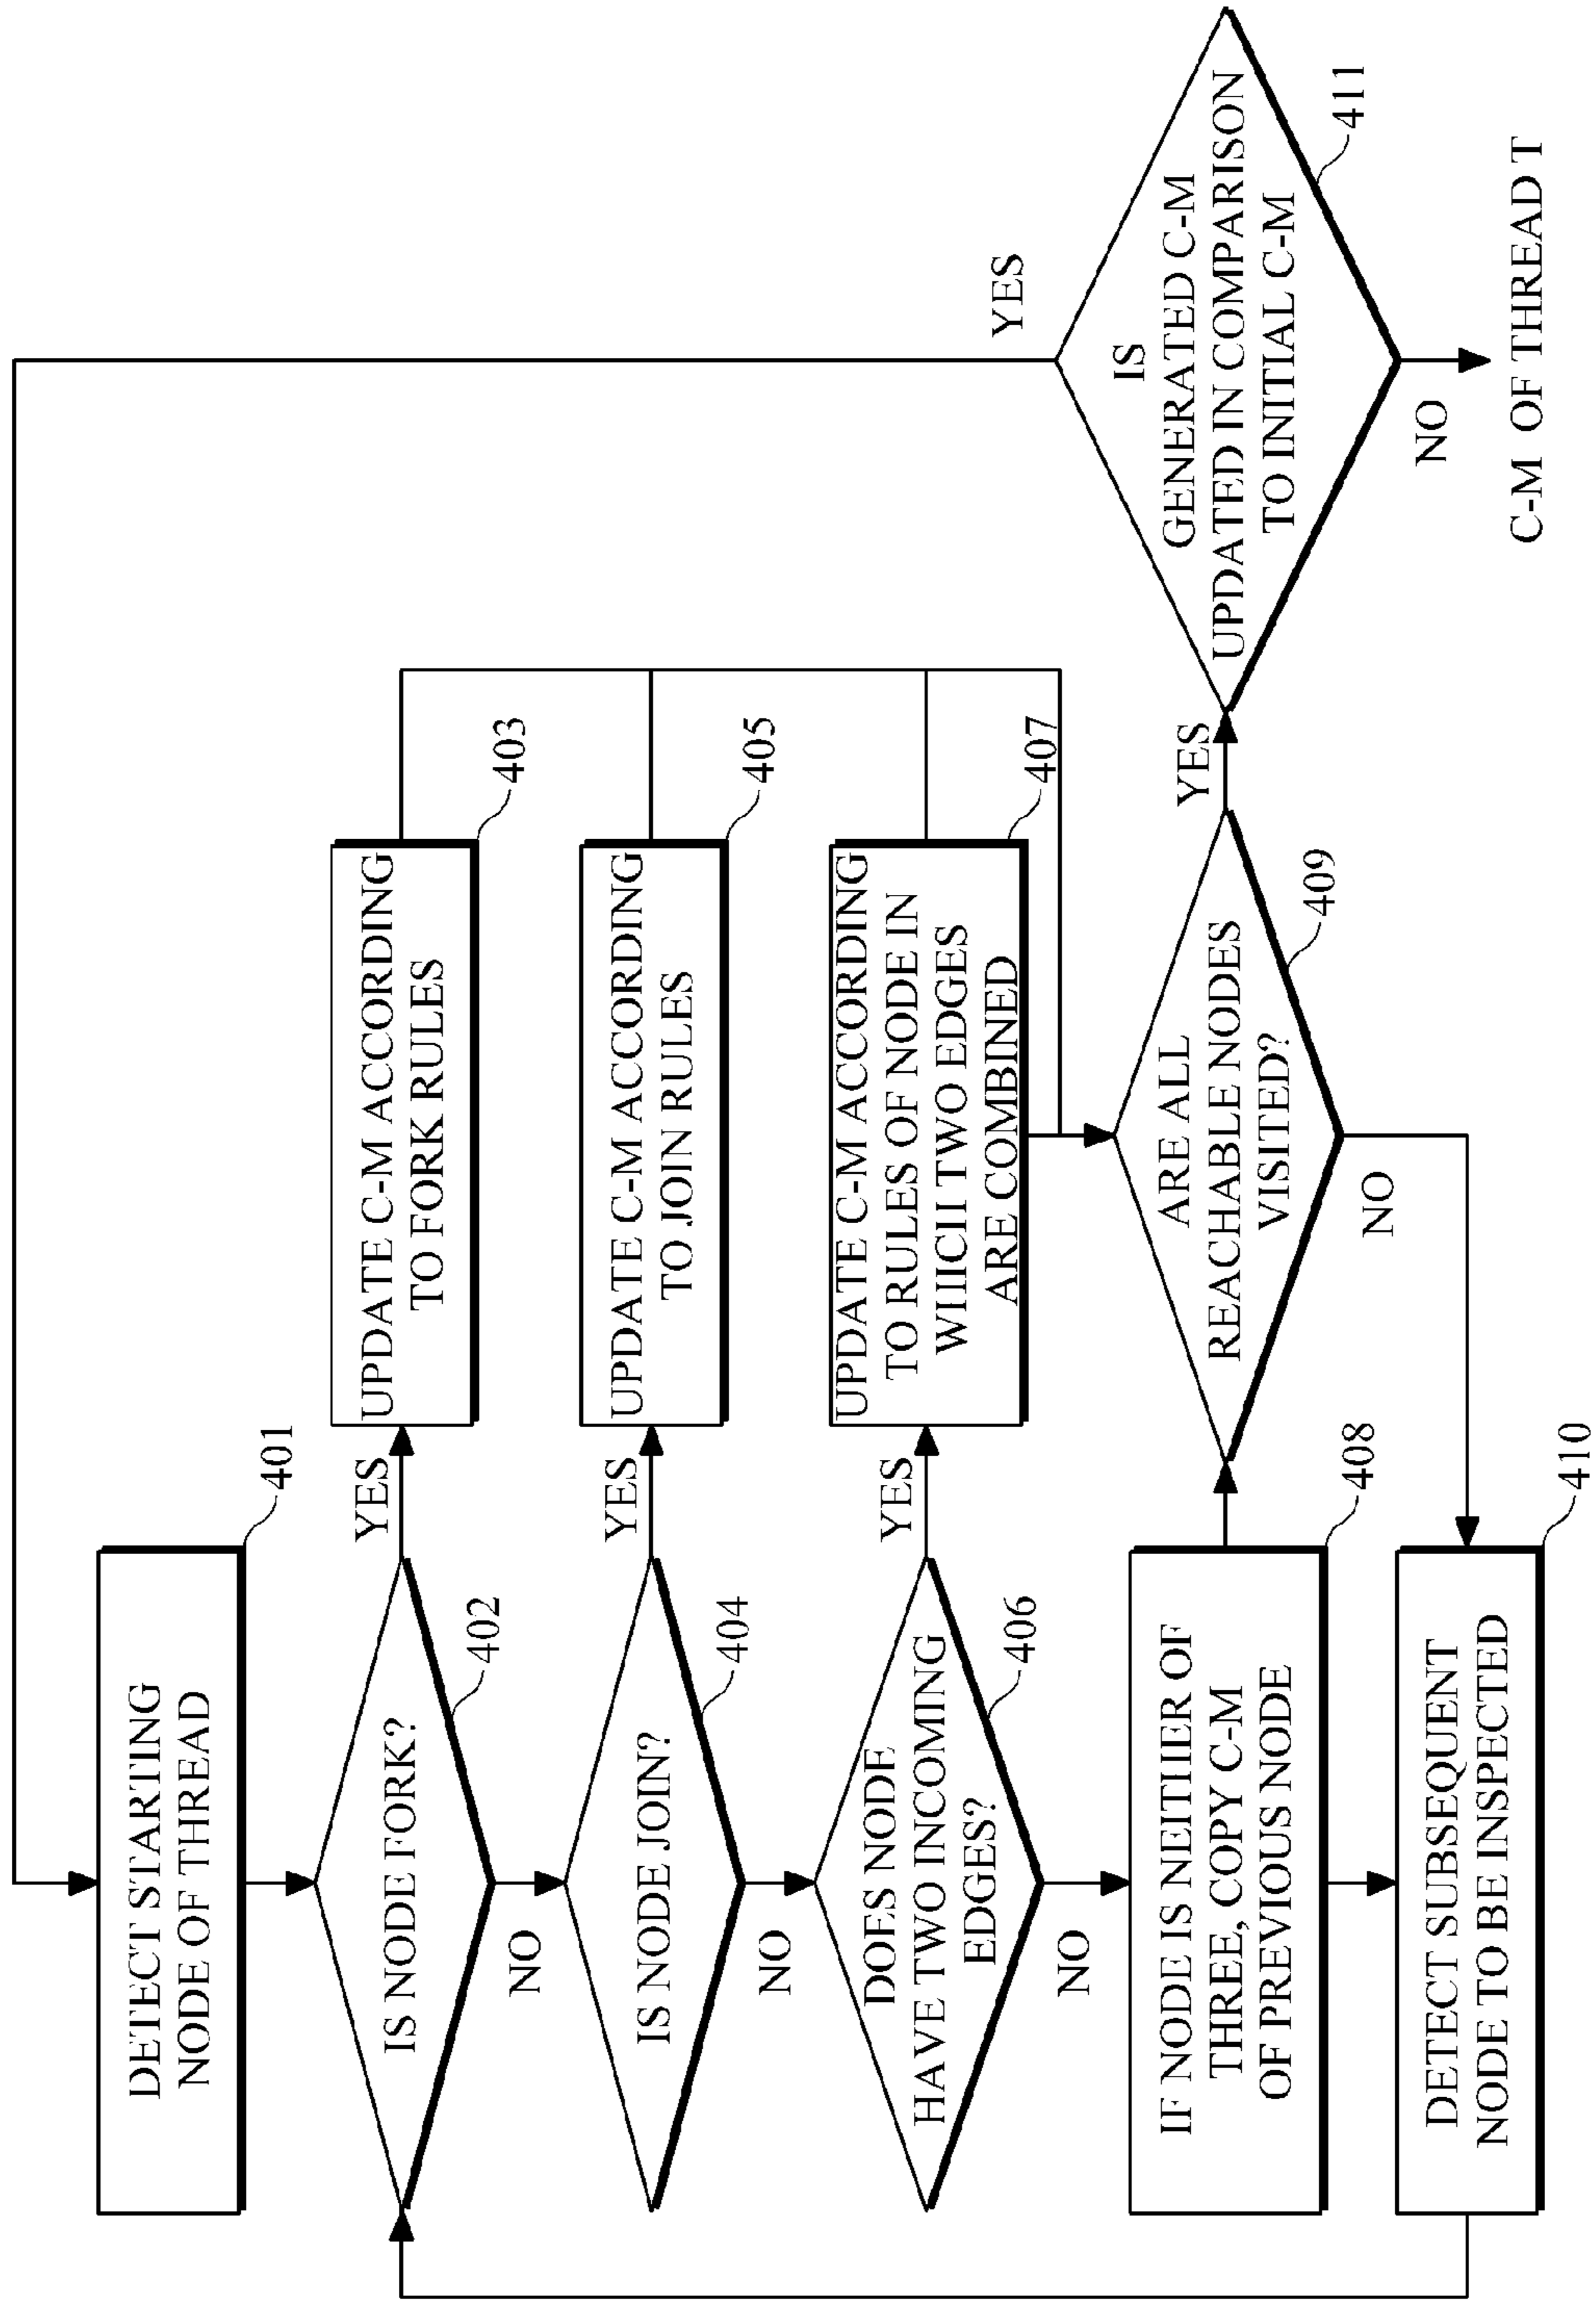 DETECT STARTING
NODE OF THREAD
401
IS NODE FORK?
402
YES
NO
UPDATE C-M ACCORDING
TO FORK RULES
403
IS NODE JOIN?
404
YES
NO
UPDATE C-M ACCORDING
TO JOIN RULES
405
DOES NODE
HAVE TWO INCOMING
EDGES?
406
YES
NO
UPDATE C-M ACCORDING
TO RULES OF NODE IN
WHICH TWO EDGES
ARE COMBINED
407
IF NODE IS NEITHER OF
THREE, COPY C-M
OF PREVIOUS NODE
408
ARE ALL
REACHABLE NODES
VISITED?
409
YES
NO
DETECT SUBSEQUENT
NODE TO BE INSPECTED
410
IS
GENERATED C-M
UPDATED IN COMPARISON
TO INITIAL C-M
411
YES
NO
C-M OF THREAD T